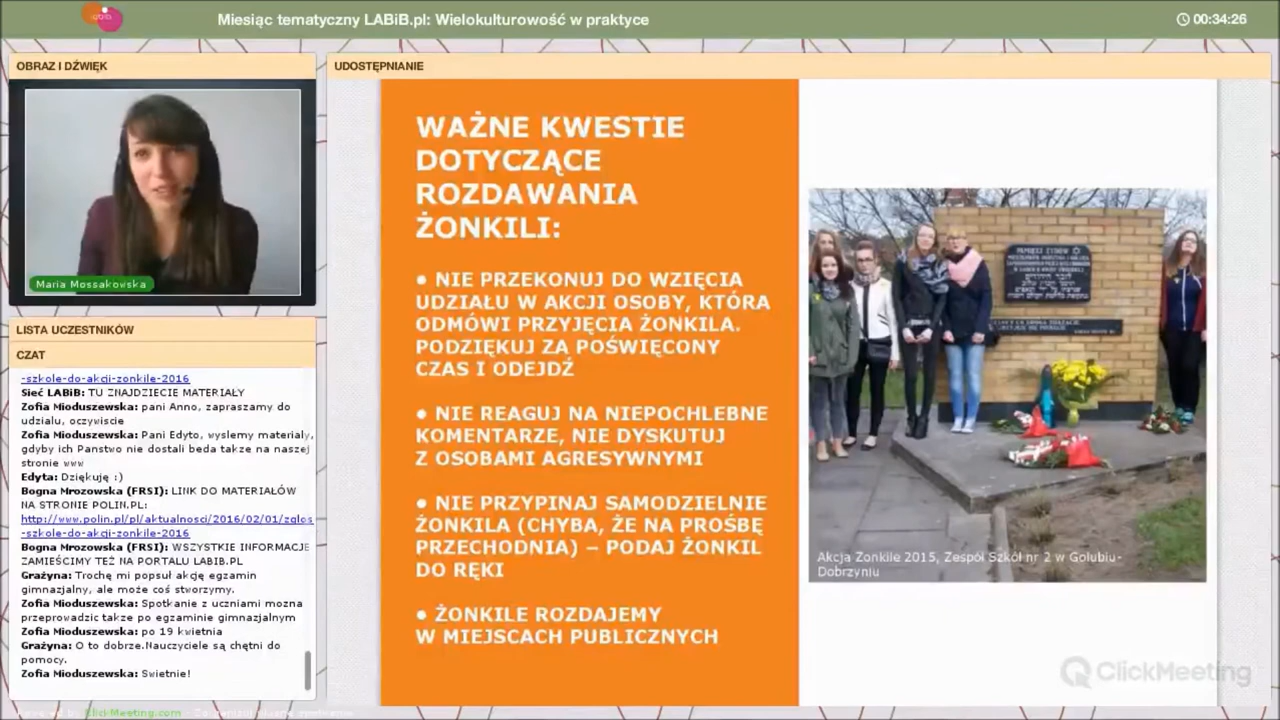 labib
Miesiąc tematyczny LABiB.pl: Wielokulturowość w praktyce
00:34:26
OBRAZ I DŹWIĘK
Maria Mossakowska
LISTA UCZESTNIKÓW
CZAT
-szkole-do-akcji-zonkile-2016
Sieć LABiB: TU ZNAJDZIECIE MATERIAŁY
Zofia Mioduszewska: pani Anno, zapraszamy do
udzialu, oczywiscie
Zofia Mioduszewska: Pani Edyto, wyslemy materialy,
gdyby ich Panstwo nie dostali beda takze na naszej
stronie www
Edyta: Dziękuję :)
Bogna Mrozowska (FRSI): LINK DO MATERIAŁÓW
NA STRONIE POLIN.PL:
http://www.polin.pl/pl/aktualnosci/2016/02/01/zglos
-szkole-do-akcji-zonkile-2016
Bogna Mrozowska (FRSI): WSZYSTKIE INFORMACJE
ZAMIEŚCIMY TEŻ NA PORTALU LABIB.PL
Grażyna: Trochę mi popsuł akcję egzamin
gimnazjalny, ale może coś stworzymy.
Zofia Mioduszewska: Spotkanie z uczniami mozna
przeprowadzic takze po egzaminie gimnazjalnym
Zofia Mioduszewska: po 19 kwietnia
Grażyna: O to dobrze.Nauczyciele są chętni do
pomocy.
Zofia Mioduszewska: Swietnie!
UDOSTĘPNIANIE
WAŻNE KWESTIE
DOTYCZĄCE
ROZDAWANIA
ŻONKILI:
● NIE PRZEKONUJ DO WZIĘCIA
UDZIAŁU W AKCJI OSOBY, KTÓRA
ODMÓWI PRZYJĘCIA ŻONKILA.
PODZIĘKUJ ZA POŚWIĘCONY
CZAS I ODEJDŹ
● NIE REAGUJ NA NIEPOCHLEBNE
KOMENTARZE, NIE DYSKUTUJ
Z OSOBAMI AGRESYWNYMI
● NIE PRZYPINAJ SAMODZIELNIE
ŻONKILA (CHYBA, ŻE NA PROŚBĘ
PRZECHODNIA) – PODAJ ŻONKIL
DO RĘKI
● ŻONKILE ROZDAJEMY
W MIEJSCACH PUBLICZNYCH
PAMIĘCI ŻYDÓW
Akcja Żonkile 2015, Zespół Szkół nr 2 w Golubiu-
Dobrzyniu
ClickMeeting
ClickMeeting.com